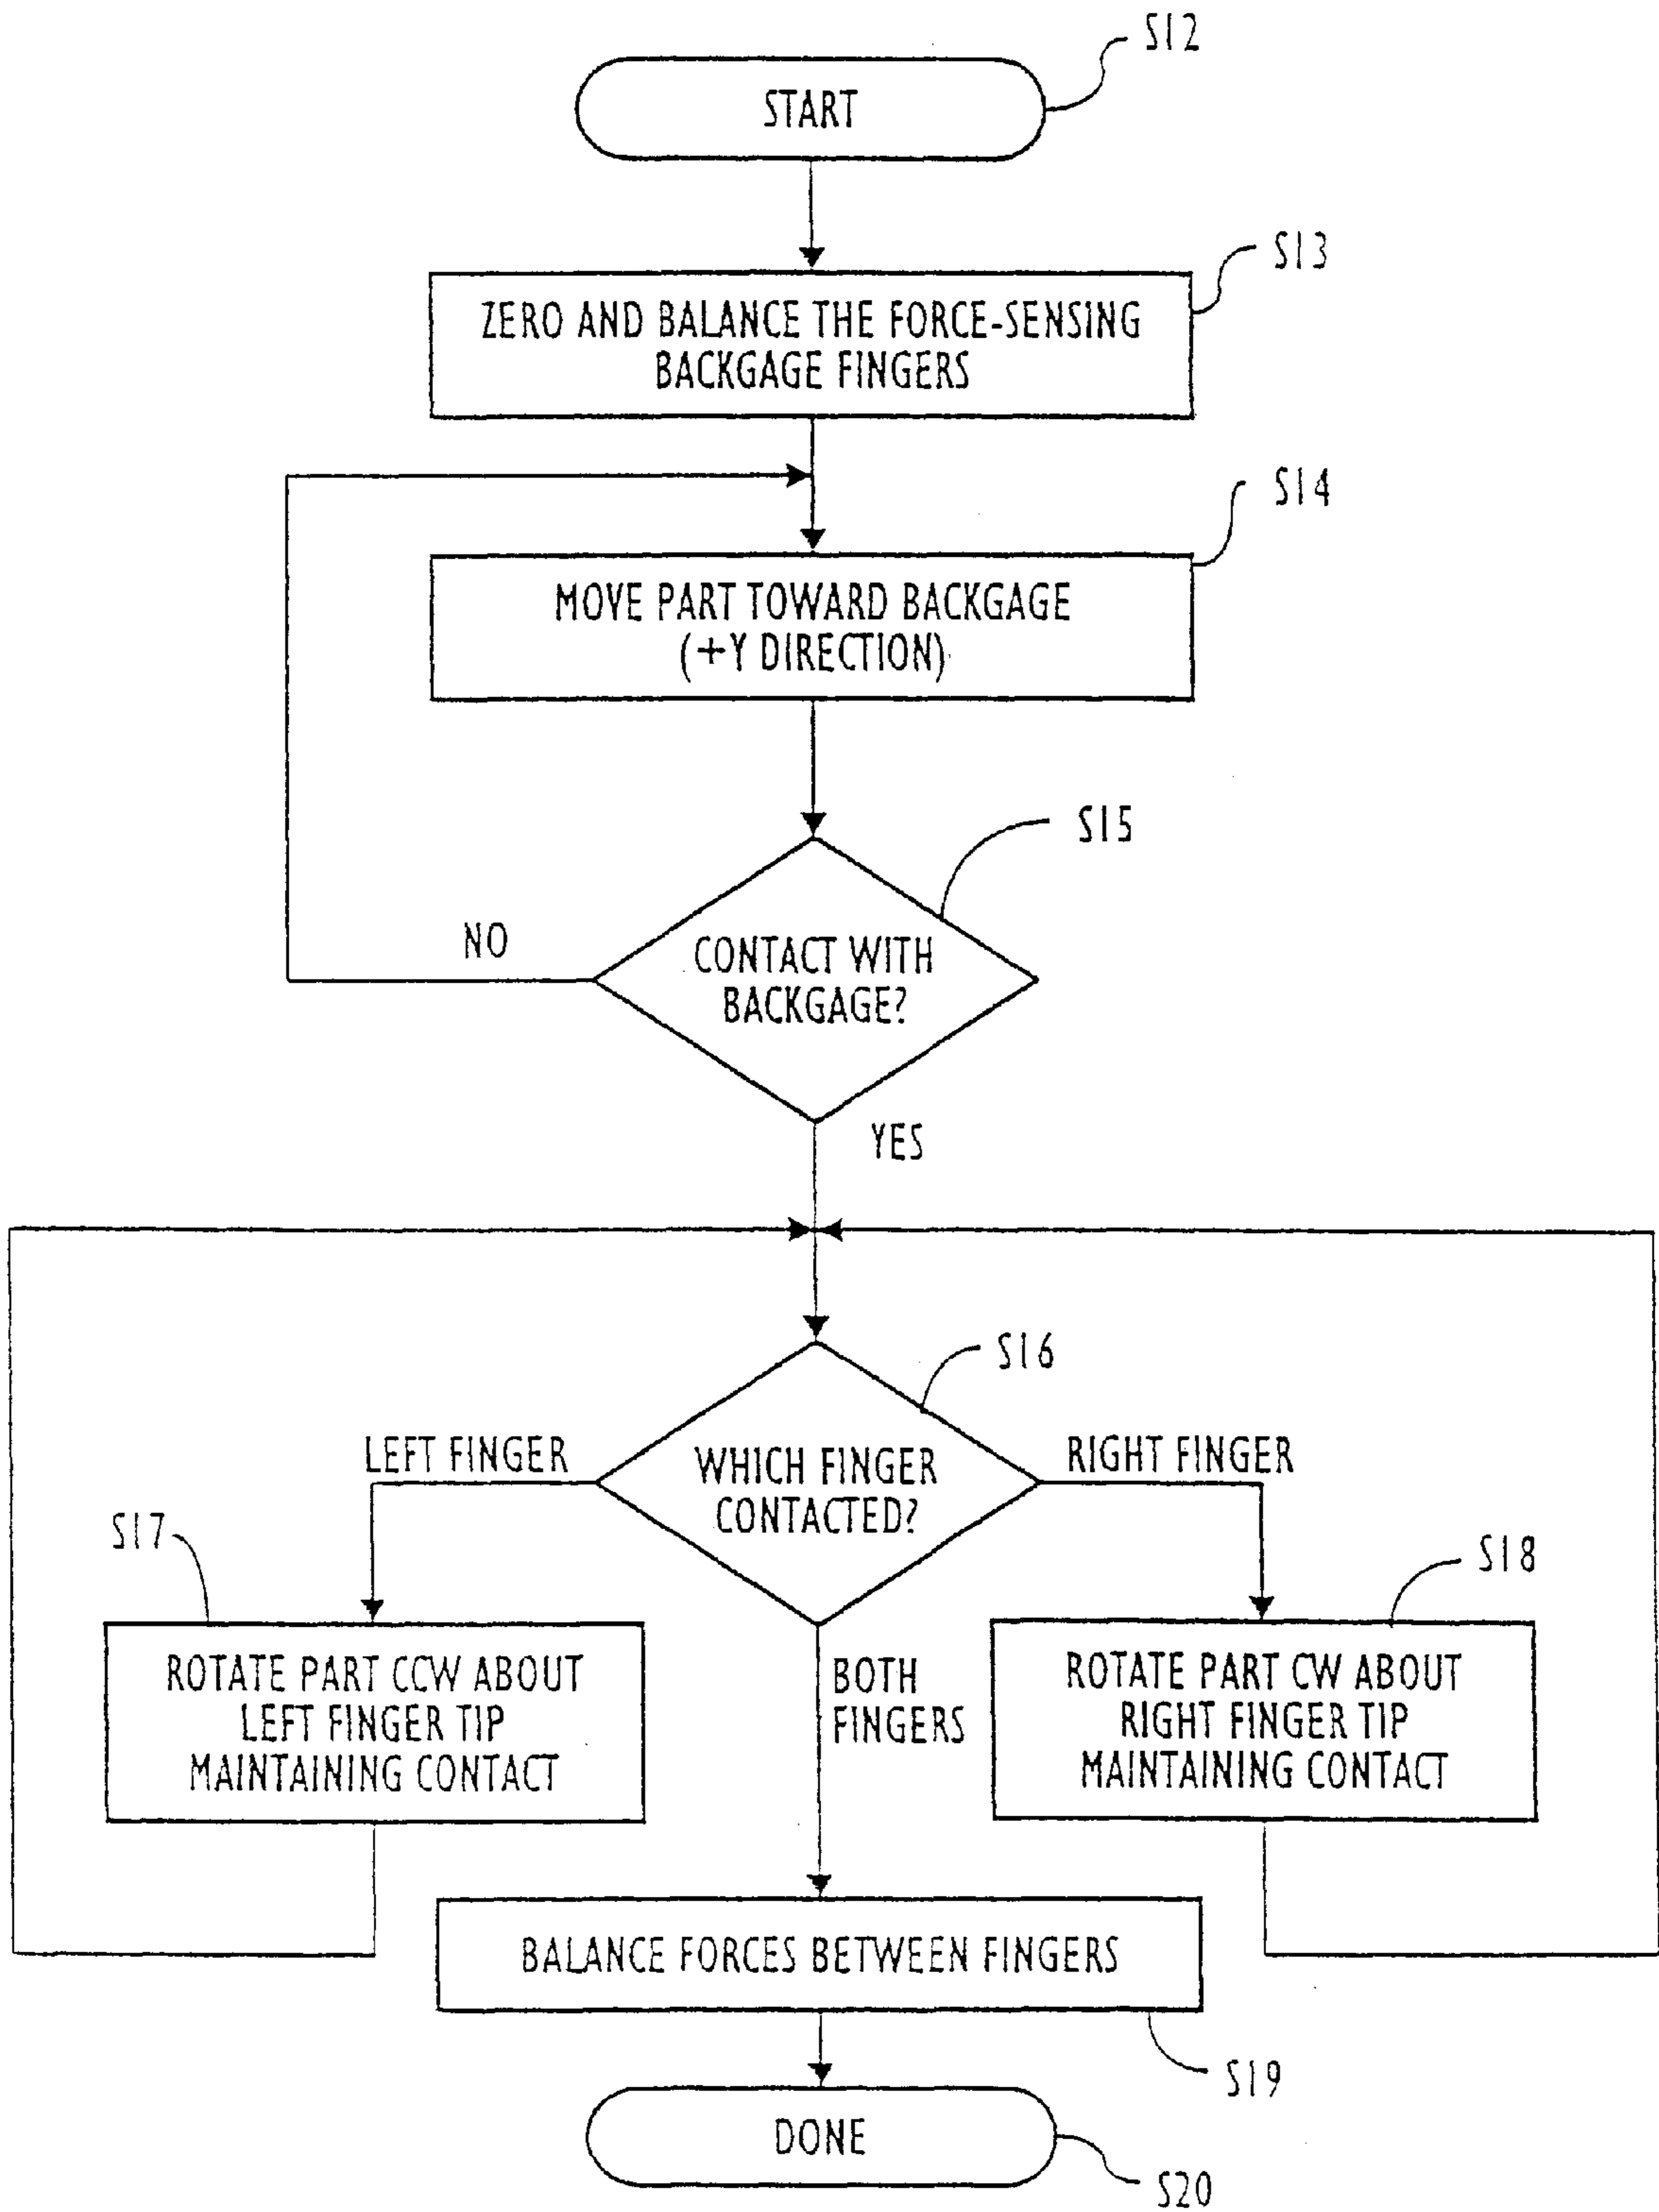 S12
START
S13
ZERO AND BALANCE THE FORCE-SENSING
BACKGAGE FINGERS
S14
MOVE PART TOWARD BACKGAGE
(+Y DIRECTION)
S15
NO
CONTACT WITH
BACKGAGE?
YES
S16
LEFT FINGER
WHICH FINGER
CONTACTED?
RIGHT FINGER
S17
S18
ROTATE PART CCW ABOUT
LEFT FINGER TIP
MAINTAINING CONTACT
BOTH
FINGERS
ROTATE PART CW ABOUT
RIGHT FINGER TIP
MAINTAINING CONTACT
BALANCE FORCES BETWEEN FINGERS
S19
DONE
S20